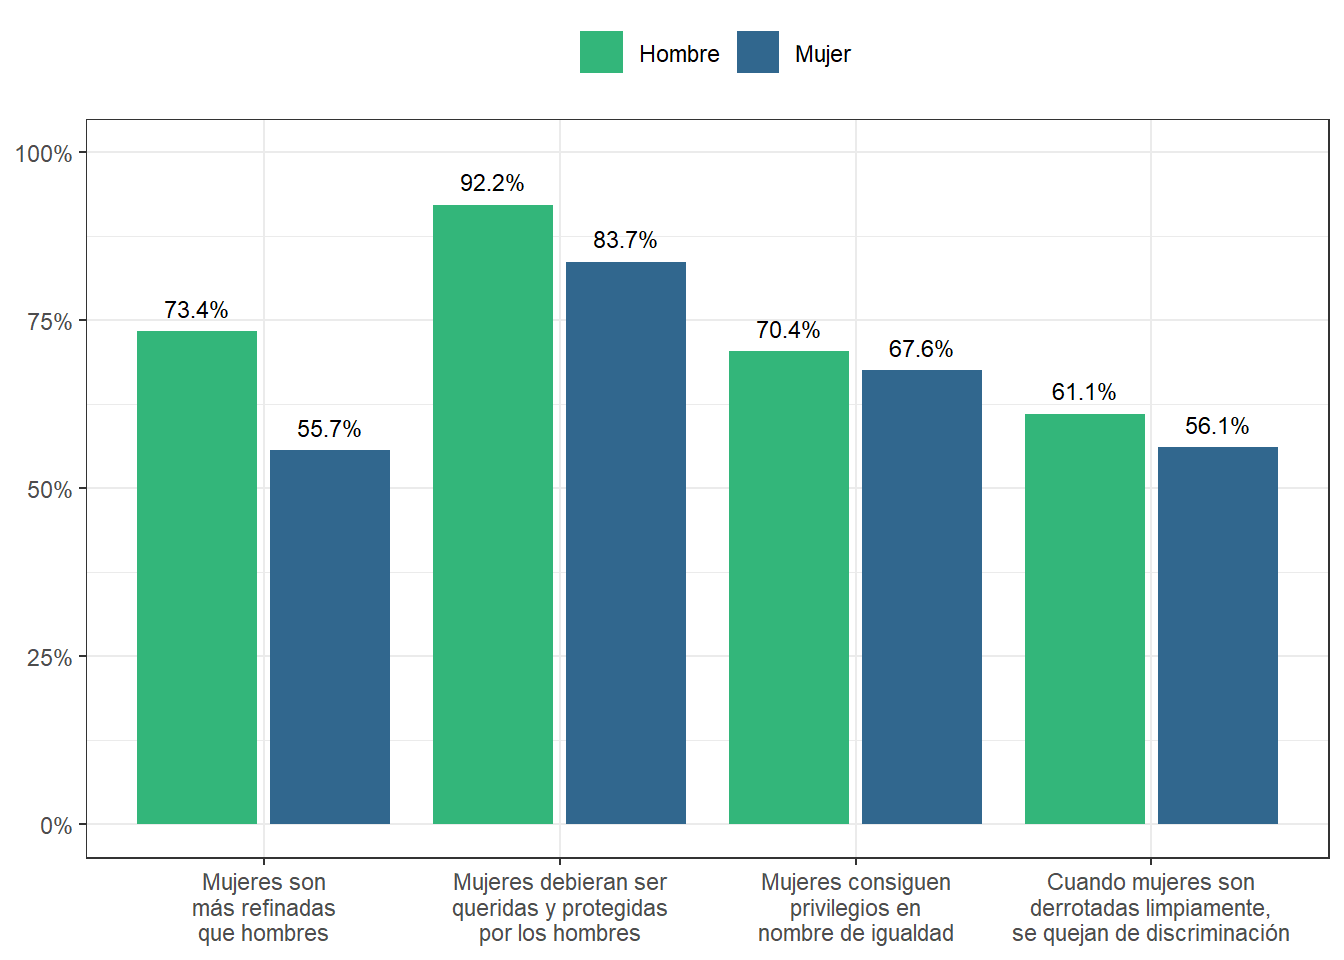 Hombre Mujer
100%
75%
50%
25%
0%
73.4%
55.7%
92.2%
83.7%
70.4%
67.6%
61.1%
56.1%
Mujeres son
más refinadas
que hombres
Mujeres debieran ser
queridas y protegidas
por los hombres
Mujeres consiguen
privilegios en
nombre de igualdad
Cuando mujeres son
derrotadas limpiamente,
se quejan de discriminación